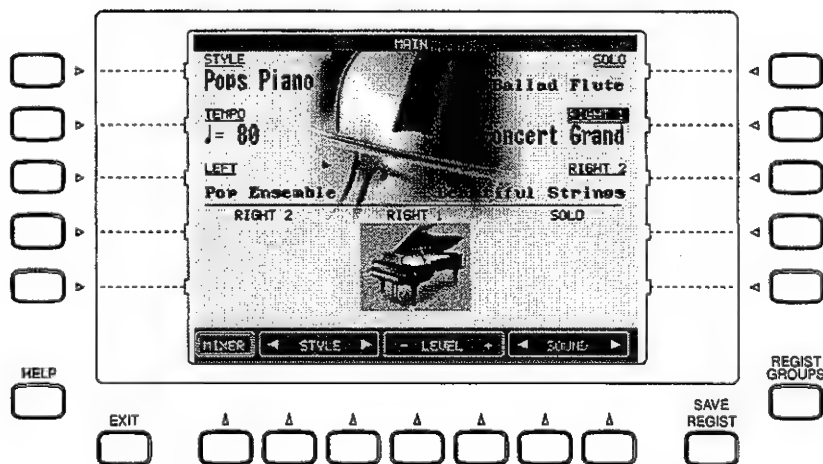 MAIN
STYLE
SOLO
Pops Piano
Ballad Flute
TEMPO
RIGHT 1
♩= 80
oncert Grand
LEFT
RIGHT 2
Pop Ensemble
Strings
RIGHT 2 RIGHT 1 SOLO
MIXER ◀ STYLE ▶ - LEVEL + ◀ SOUND ▶
HELP
REGIST
GROUPS
EXIT
SAVE
REGIST